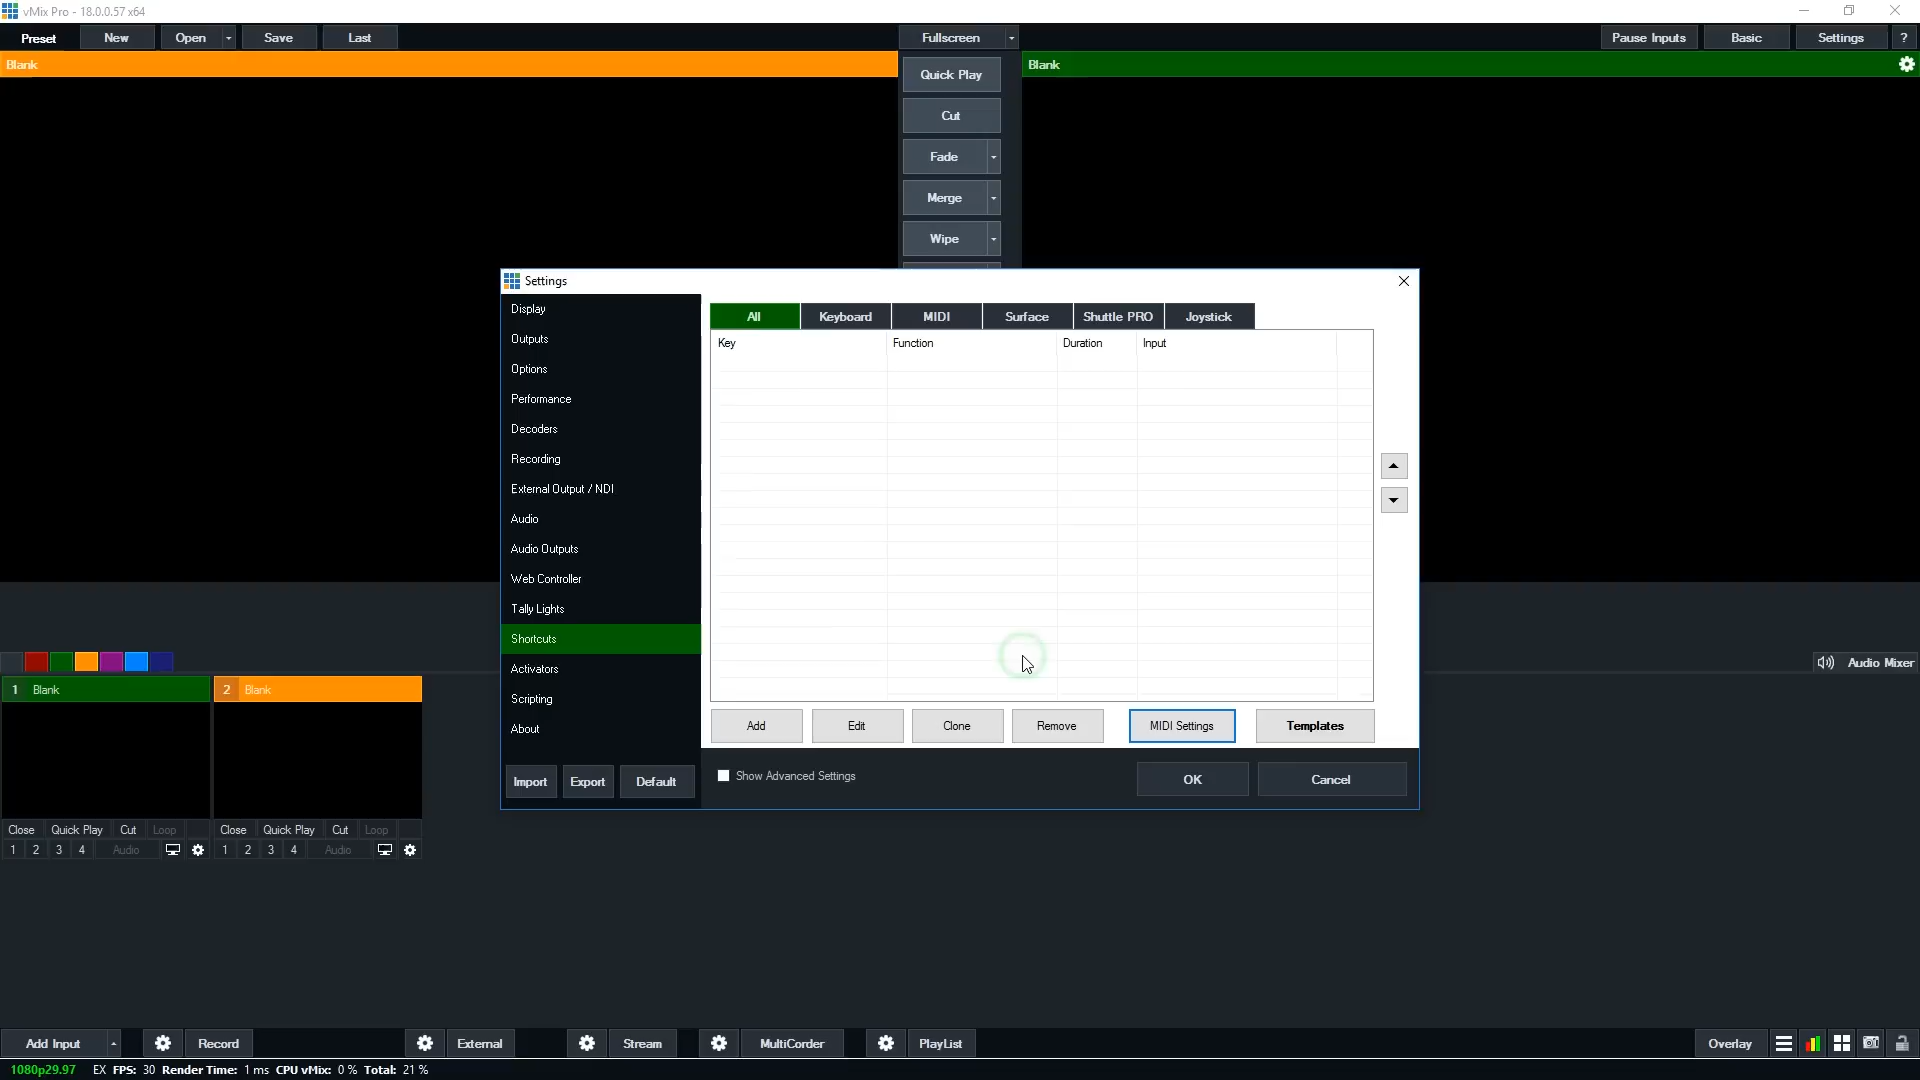 vMix Pro - 18.0.0.57 x64
Preset New Open Save Last Fullscreen Pause Inputs Basic Settings ?
Blank
Blank
Quick Play
Cut
Fade
Merge
Wipe
Settings
Display
Outputs
Options
Performance
Decoders
Recording
External Output / NDI
Audio
Audio Outputs
Web Controller
Tally Lights
Shortcuts
Activators
Scripting
About
Import Export Default
All Keyboard MIDI Surface Shuttle PRO Joystick
Key Function Duration Input
Add Edit Clone Remove MIDI Settings Templates
Show Advanced Settings
OK Cancel
Audio Mixer
1 Blank
2 Blank
Close Quick Play Cut Loop
1 2 3 4 Audio
Close Quick Play Cut Loop
1 2 3 4 Audio
Add Input Record External Stream MultiCorder PlayList Overlay
1080p29.97 EX FPS: 30 Render Time: 1 ms CPU vMix: 0 % Total: 21 %